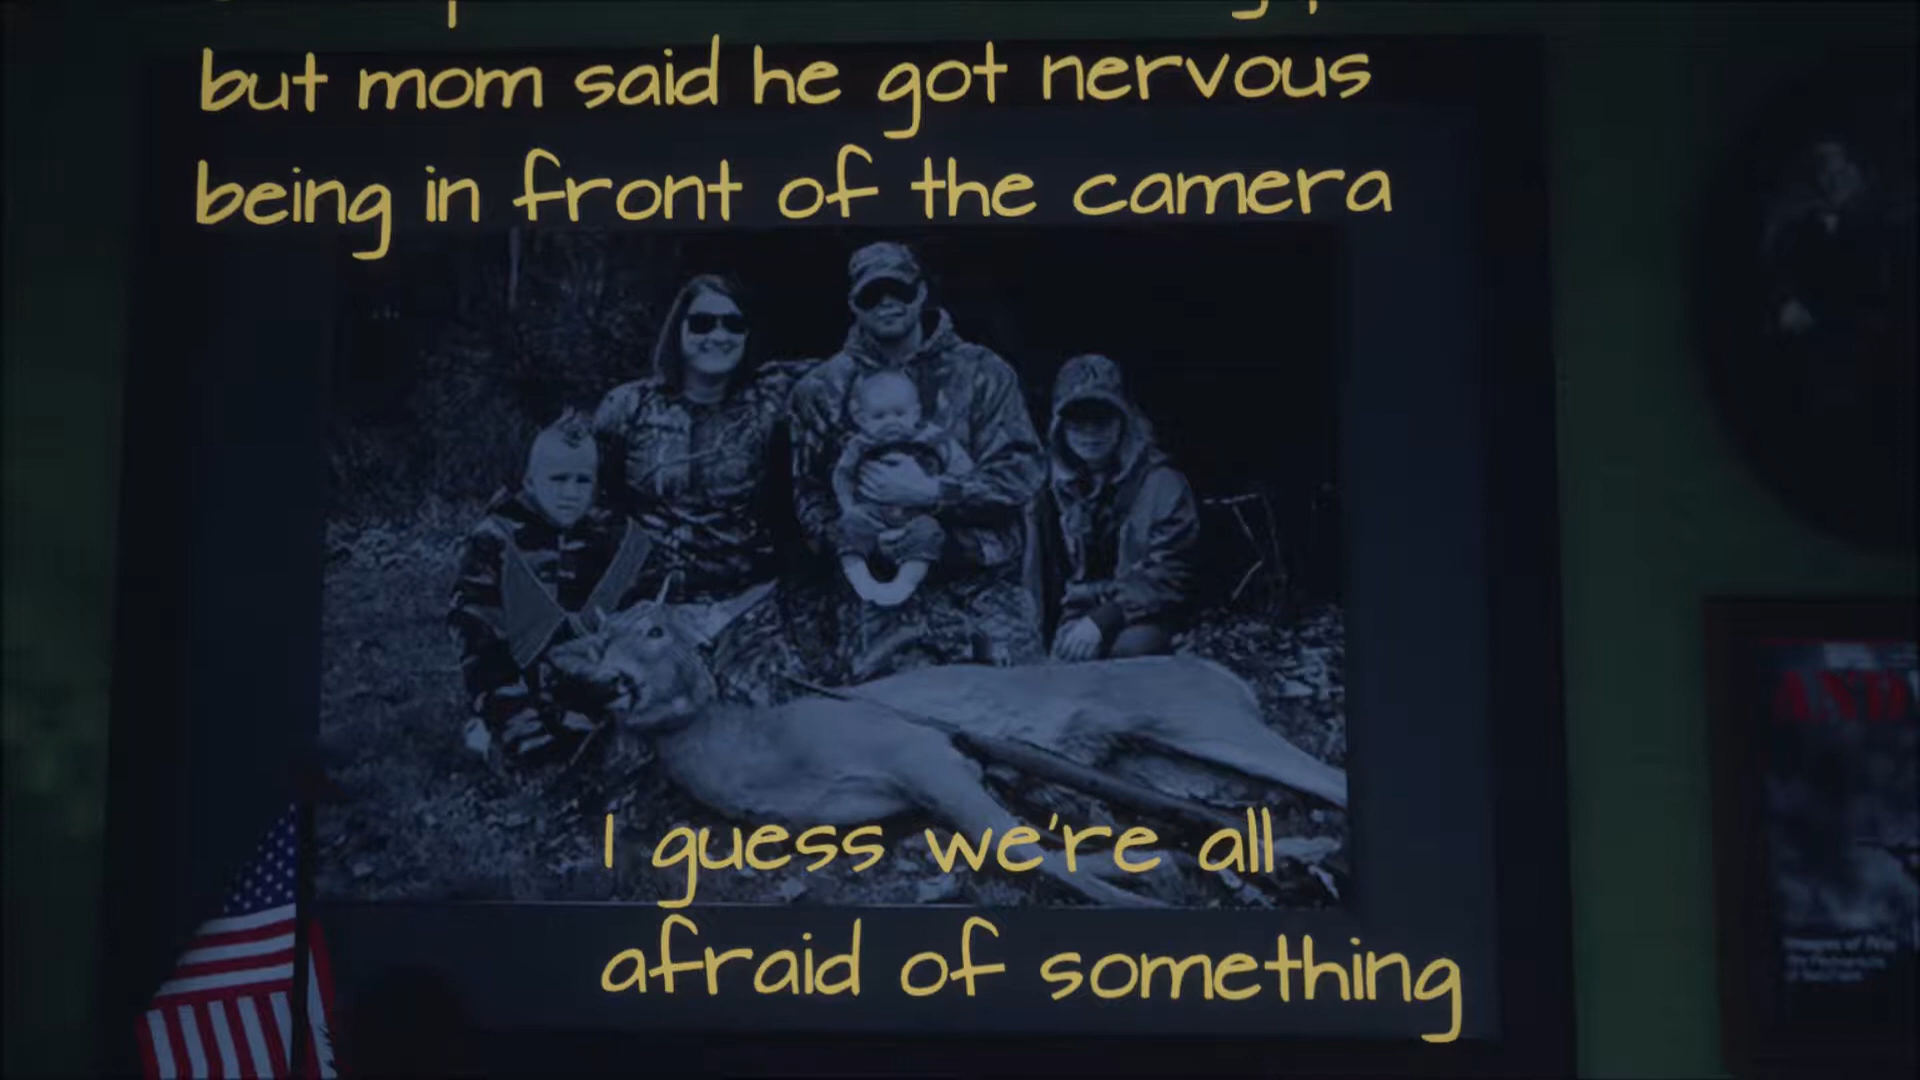 but mom said he got nervous
being in front of the camera
I guess we're all
afraid of something
AND